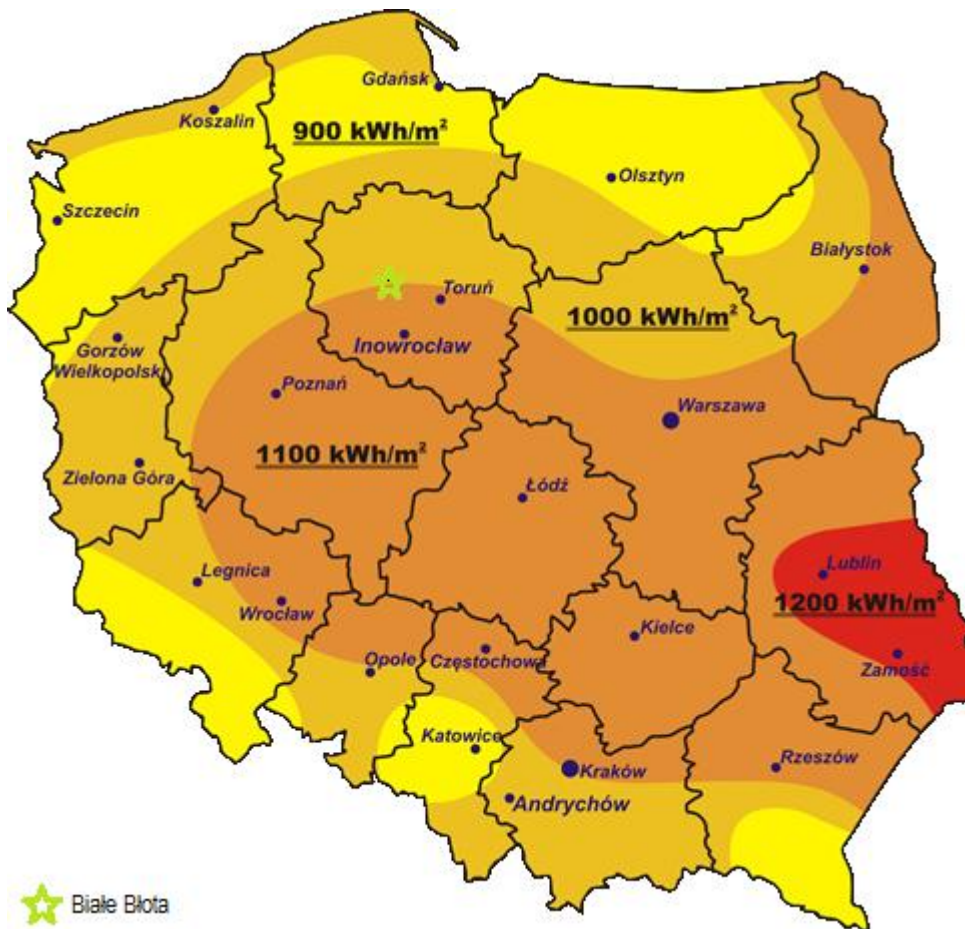 Gdańsk
Koszalin
900 kWh/m²
Olsztyn
Szczecin
Białystok
Toruń
1000 kWh/m²
Inowrocław
Gorzów
Wielkopolski
Poznań
Warszawa
1100 kWh/m²
Zielona Góra
Łódź
Lublin
Legnica
1200 kWh/m²
Wrocław
Kielce
Opole
Częstochowa
Zamość
Katowice
Rzeszów
Kraków
Andrychów
Białe Błota